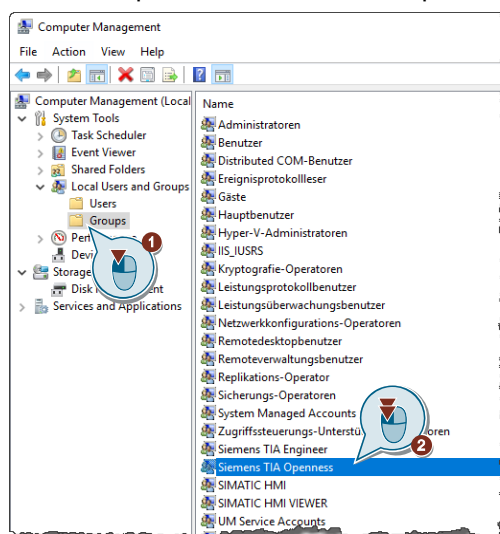 Computer Management
File Action View Help
Computer Management (Local
System Tools
Task Scheduler
Event Viewer
Shared Folders
Local Users and Groups
Users
Groups
1
Storage
Disk
Services and Applications
Name
Administratoren
Benutzer
Distributed COM-Benutzer
Ereignisprotokollleser
Gäste
Hauptbenutzer
Hyper-V-Administratoren
IIS_IUSRS
Kryptografie-Operatoren
Leistungsprotokollbenutzer
Leistungsüberwachungsbenutzer
Netzwerkkonfigurations-Operatoren
Remotedesktopbenutzer
Remoteverwaltungsbenutzer
Replikations-Operator
Sicherungs-Operatoren
System Managed Accounts
Siemens TIA Engineer
2
Siemens TIA Openness
SIMATIC HMI
SIMATIC HMI VIEWER
UM Service Accounts